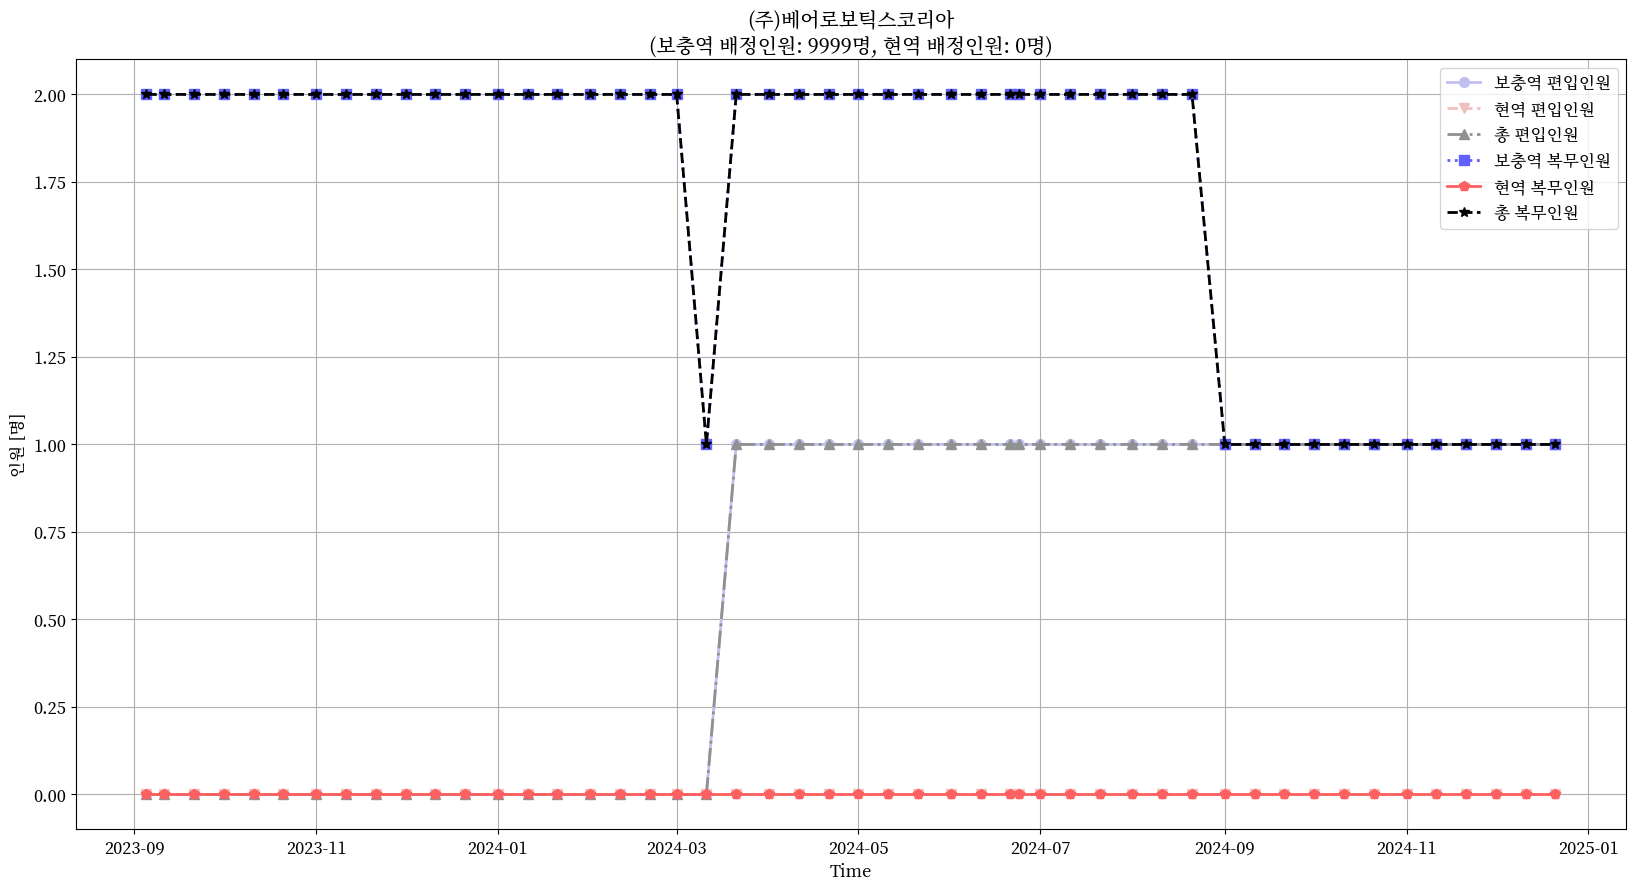 (주)베어로보틱스코리아
(보충역 배정인원: 9999명, 현역 배정인원: 0명)
보충역 편입인원
현역 편입인원
총 편입인원
보충역 복무인원
현역 복무인원
총 복무인원
2.00
1.75
1.50
1.25
1.00
0.75
0.50
0.25
0.00
인원 [명]
2023-09 2023-11 2024-01 2024-03 2024-05 2024-07 2024-09 2024-11 2025-01
Time